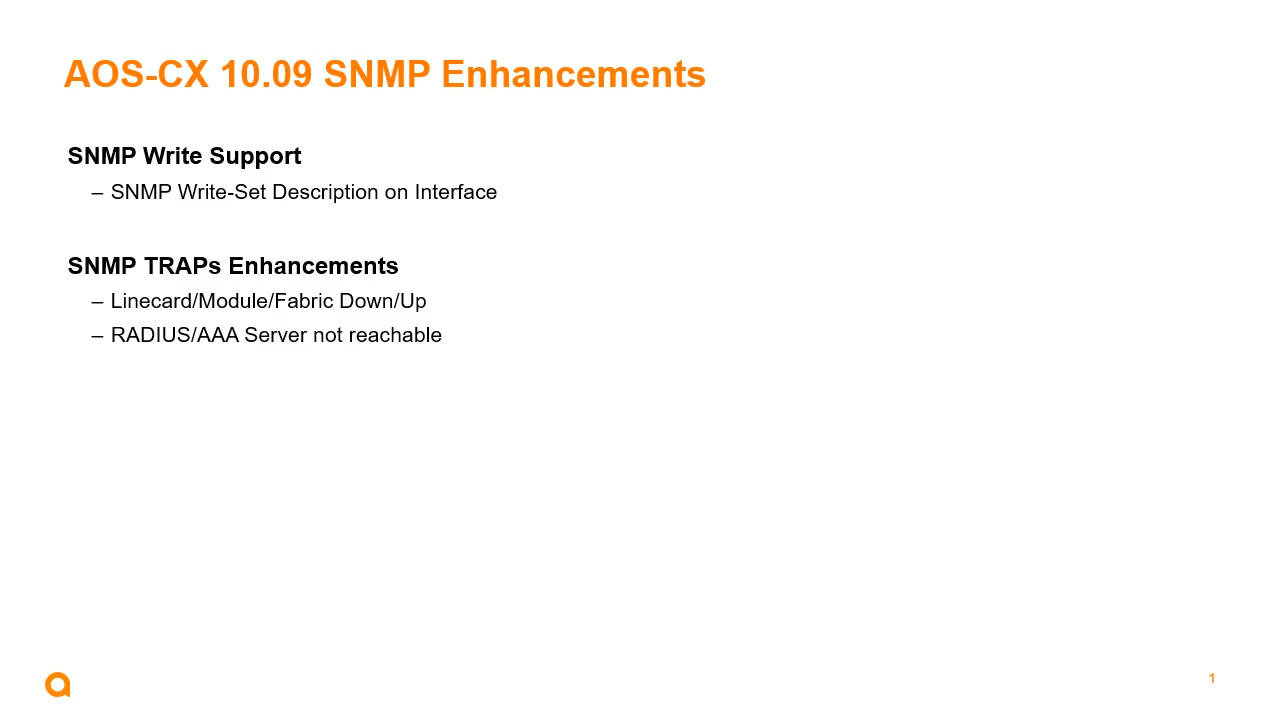 AOS-CX 10.09 SNMP Enhancements
SNMP Write Support
– SNMP Write-Set Description on Interface
SNMP TRAPs Enhancements
– Linecard/Module/Fabric Down/Up
– RADIUS/AAA Server not reachable
1